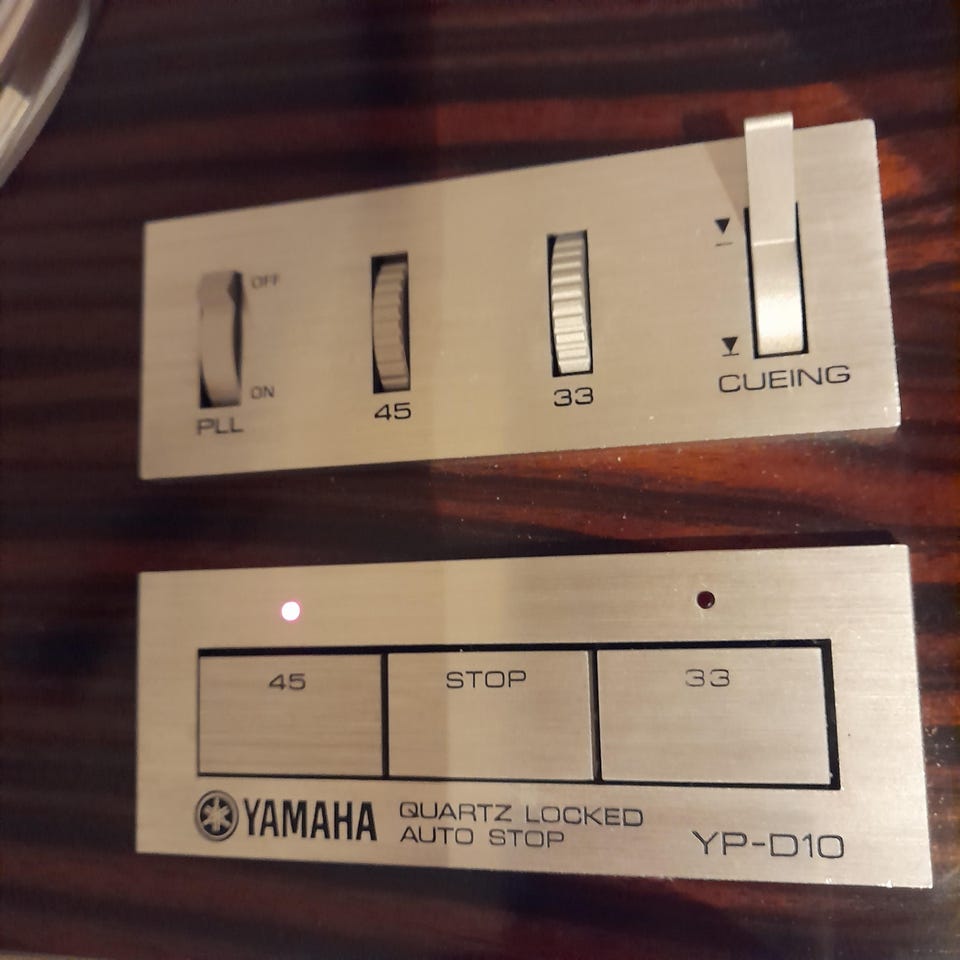 OFF
ON
PLL
45
33
CUEING
45
STOP
33
YAMAHA
QUARTZ LOCKED
AUTO STOP
YP-D10